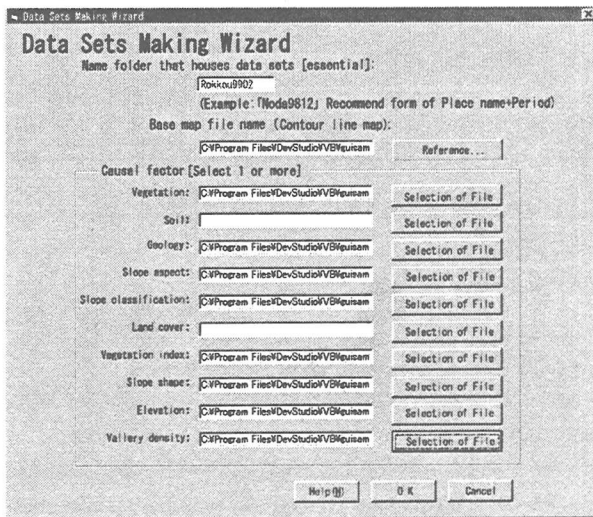 Data Sets Making Wizard
Data Sets Making Wizard
Name folder that houses data sets [essential]:
Rokkou9902
(Example:「Noda9812」 Recommend form of Place name+Period)
Base map file name (Contour line map):
C:¥Program Files¥DevStudio¥VB¥guisam Reference...
Causal factor[Select 1 or more]
Vegetation: C:¥Program Files¥DevStudio¥VB¥guisam Selection of File
Soil: Selection of File
Geology: C:¥Program Files¥DevStudio¥VB¥guisam Selection of File
Slope aspect: C:¥Program Files¥DevStudio¥VB¥guisam Selection of File
Slope classification: C:¥Program Files¥DevStudio¥VB¥guisam Selection of File
Land cover: Selection of File
Vegetation index: C:¥Program Files¥DevStudio¥VB¥guisam Selection of File
Slope shape: C:¥Program Files¥DevStudio¥VB¥guisam Selection of File
Elevation: C:¥Program Files¥DevStudio¥VB¥guisam Selection of File
Vallery density: C:¥Program Files¥DevStudio¥VB¥guisam Selection of File
Help(H) O K Cancel